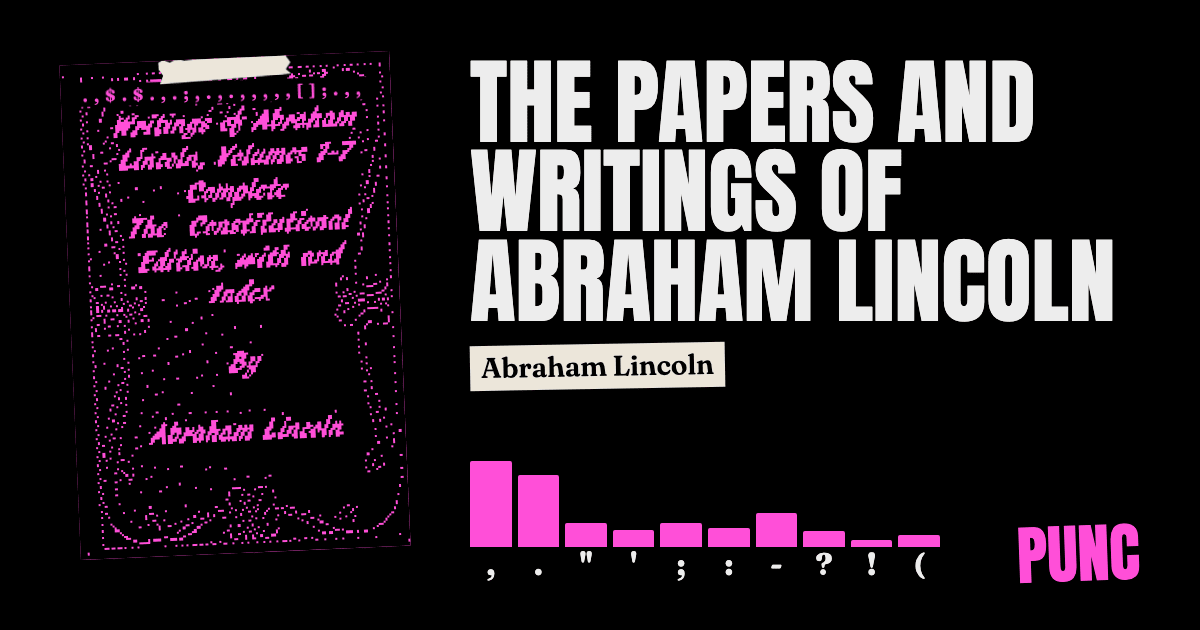 .,$.$.,.;,.,.,,,,[];.,,
Writings of Abraham
Lincoln, Volumes 1-7
Complete
The Constitutional
Edition, with and
Index
By
Abraham Lincoln
THE PAPERS AND
WRITINGS OF
ABRAHAM LINCOLN
Abraham Lincoln
, . " ' ; : - ? ! (
PUNC